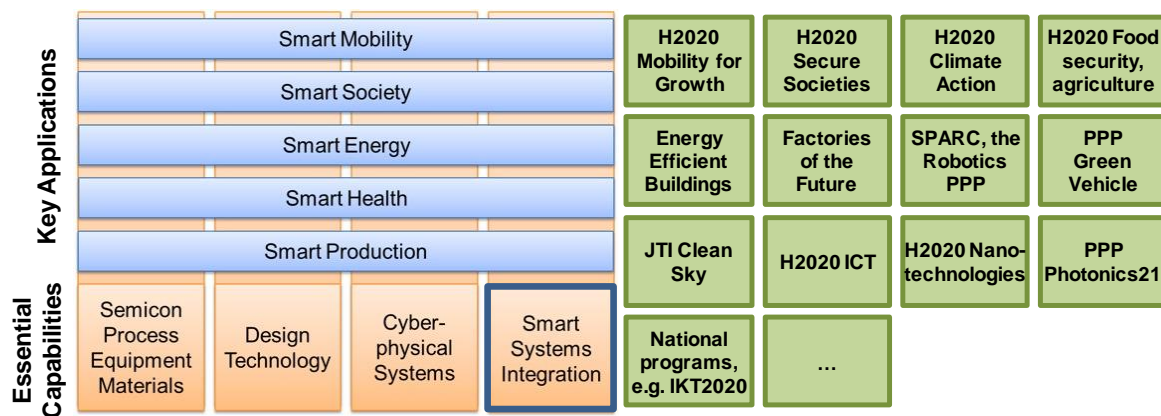 Key Applications
Smart Mobility
Smart Society
Smart Energy
Smart Health
Smart Production
Essential
Capabilities
Semicon
Process
Equipment
Materials
Design
Technology
Cyber-
physical
Systems
Smart
Systems
Integration
H2020
Mobility for
Growth
H2020
Secure
Societies
H2020
Climate
Action
H2020 Food
security,
agriculture
Energy
Efficient
Buildings
Factories
of the
Future
SPARC, the
Robotics
PPP
PPP
Green
Vehicle
JTI Clean
Sky
H2020 ICT
H2020 Nano-
technologies
PPP
Photonics21
National
programs,
e.g. IKT2020
…